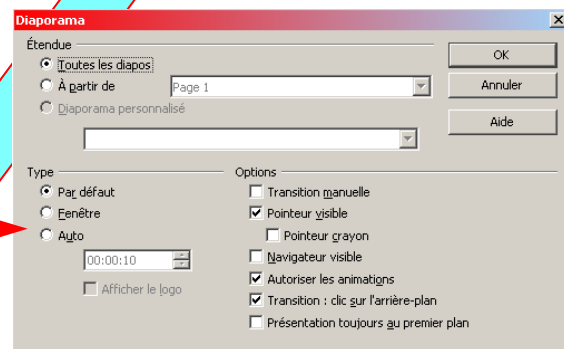 Diaporama
Étendue
Toutes les diapos
À partir de
Page 1
Diaporama personnalisé
OK
Annuler
Aide
Type
Par défaut
Fenêtre
Auto
00:00:10
Afficher le logo
Options
Transition manuelle
Pointeur visible
Pointeur crayon
Navigateur visible
Autoriser les animations
Transition : clic sur l'arrière-plan
Présentation toujours au premier plan